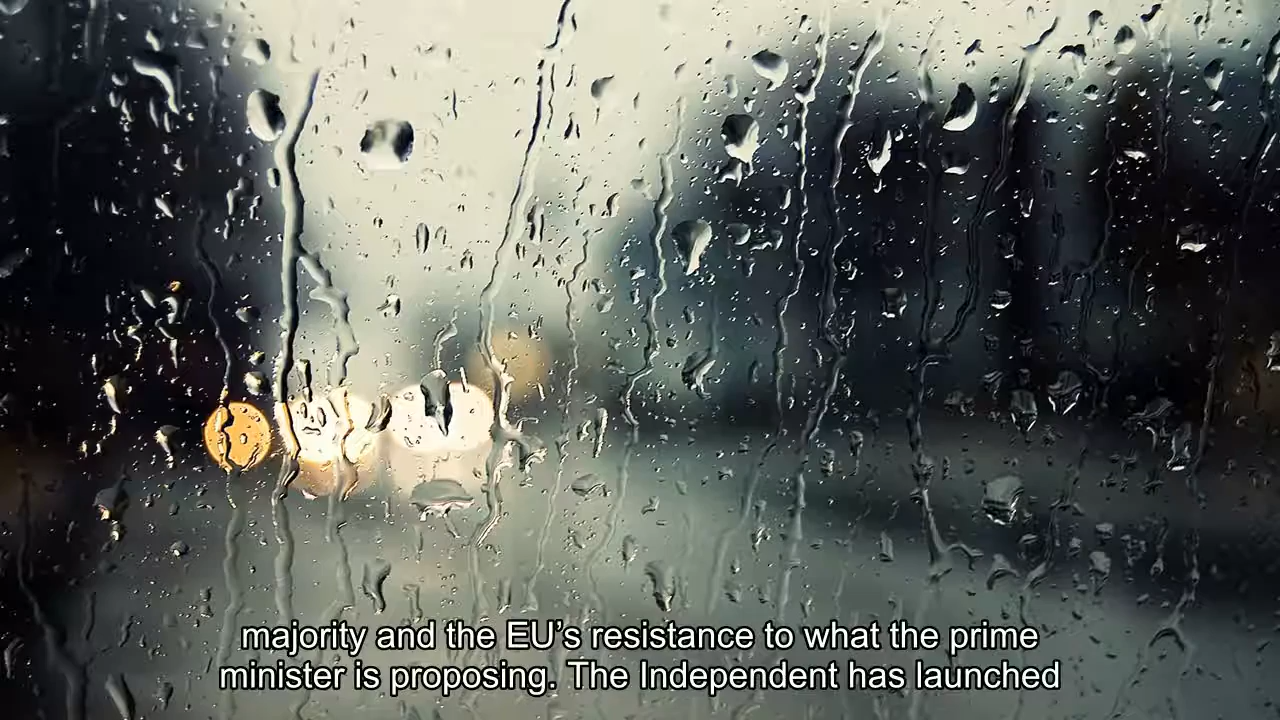 majority and the EU’s resistance to what the prime
minister is proposing. The Independent has launched